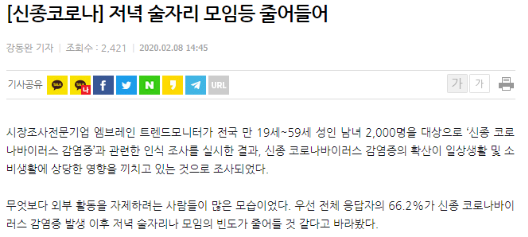 [신종코로나] 저녁 술자리 모임등 줄어들어
강동완 기자 | 조회수 : 2,421 | 2020.02.08 14:45
기사공유 TALK 나 f N URL 가 가
시장조사전문기업 엠브레인 트렌드모니터가 전국 만 19세~59세 성인 남녀 2,000명을 대상으로 '신종 코로
나바이러스 감염증'과 관련한 인식 조사를 실시한 결과, 신종 코로나바이러스 감염증의 확산이 일상생활 및 소
비생활에 상당한 영향을 끼치고 있는 것으로 조사되었다.
무엇보다 외부 활동을 자제하려는 사람들이 많은 모습이었다. 우선 전체 응답자의 66.2%가 신종 코로나바이
러스 감염증 발생 이후 저녁 술자리나 모임의 빈도가 줄어들 것 같다고 바라봤다.